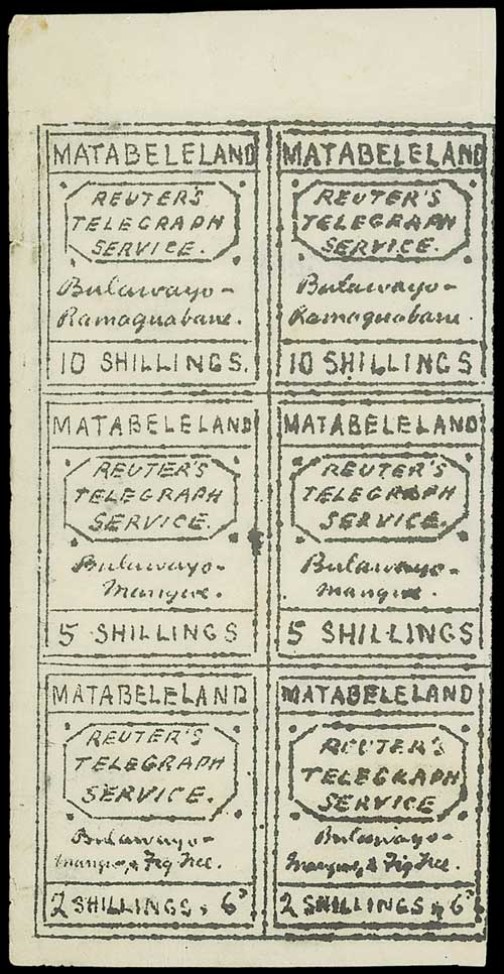 MATABELELAND
REUTER'S
TELEGRAPH
SERVICE.
Bulawayo-
Ramaquabane.
10 SHILLINGS.
MATABELELAND
REUTER'S
TELEGRAPH
SERVICE.
Bulawayo-
Ramaquabane.
10 SHILLINGS
MATABELELAND
REUTER'S
TELEGRAPH
SERVICE.
Bulawayo-
Mangwe.
5 SHILLINGS
MATABELELAND
REUTER'S
TELEGRAPH
SERVICE.
Bulawayo-
Mangwe.
5 SHILLINGS
MATABELELAND
REUTER'S
TELEGRAPH
SERVICE.
Bulawayo-
Mangwe, & Fig Tree.
2 SHILLINGS, 6D
MATABELELAND
REUTER'S
TELEGRAPH
SERVICE
Bulawayo-
Mangwe, & Fig Tree.
2 SHILLINGS, 6D